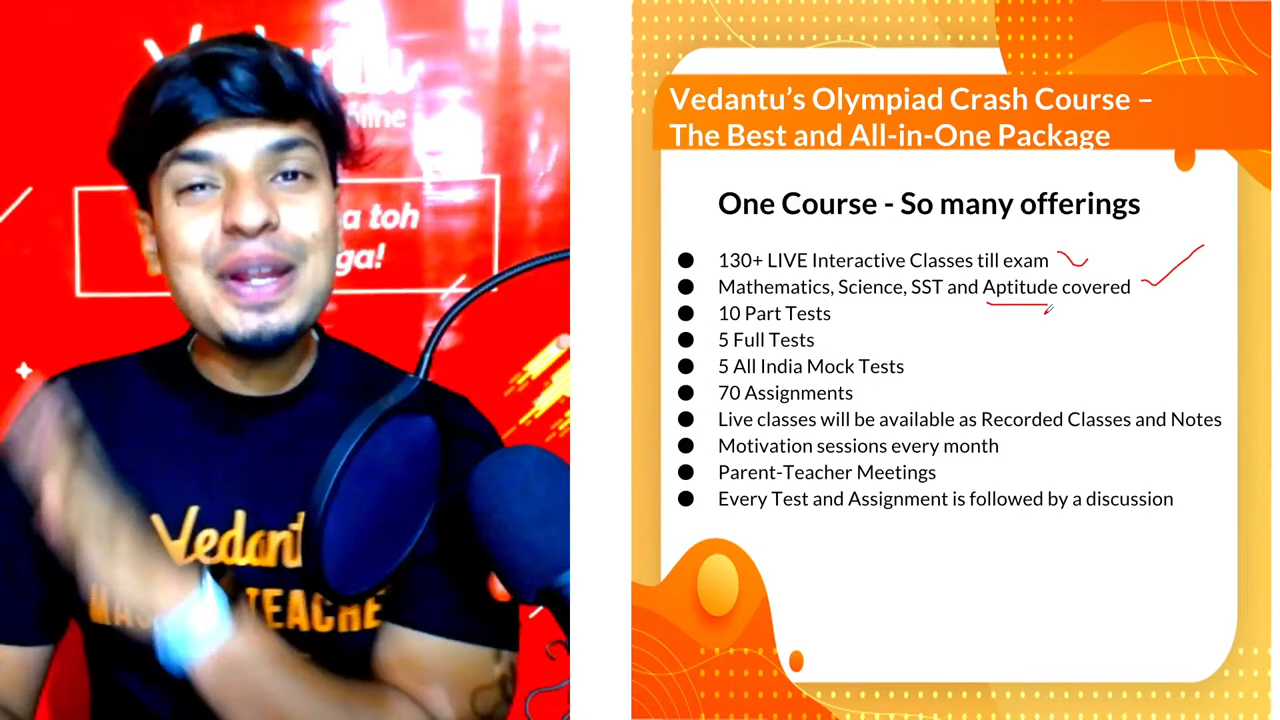 Vedantu
line
a toh
ga!
Vedant
MA TEACHE
Vedantu’s Olympiad Crash Course –
The Best and All-in-One Package
One Course - So many offerings
● 130+ LIVE Interactive Classes till exam
● Mathematics, Science, SST and Aptitude covered
● 10 Part Tests
● 5 Full Tests
● 5 All India Mock Tests
● 70 Assignments
● Live classes will be available as Recorded Classes and Notes
● Motivation sessions every month
● Parent-Teacher Meetings
● Every Test and Assignment is followed by a discussion